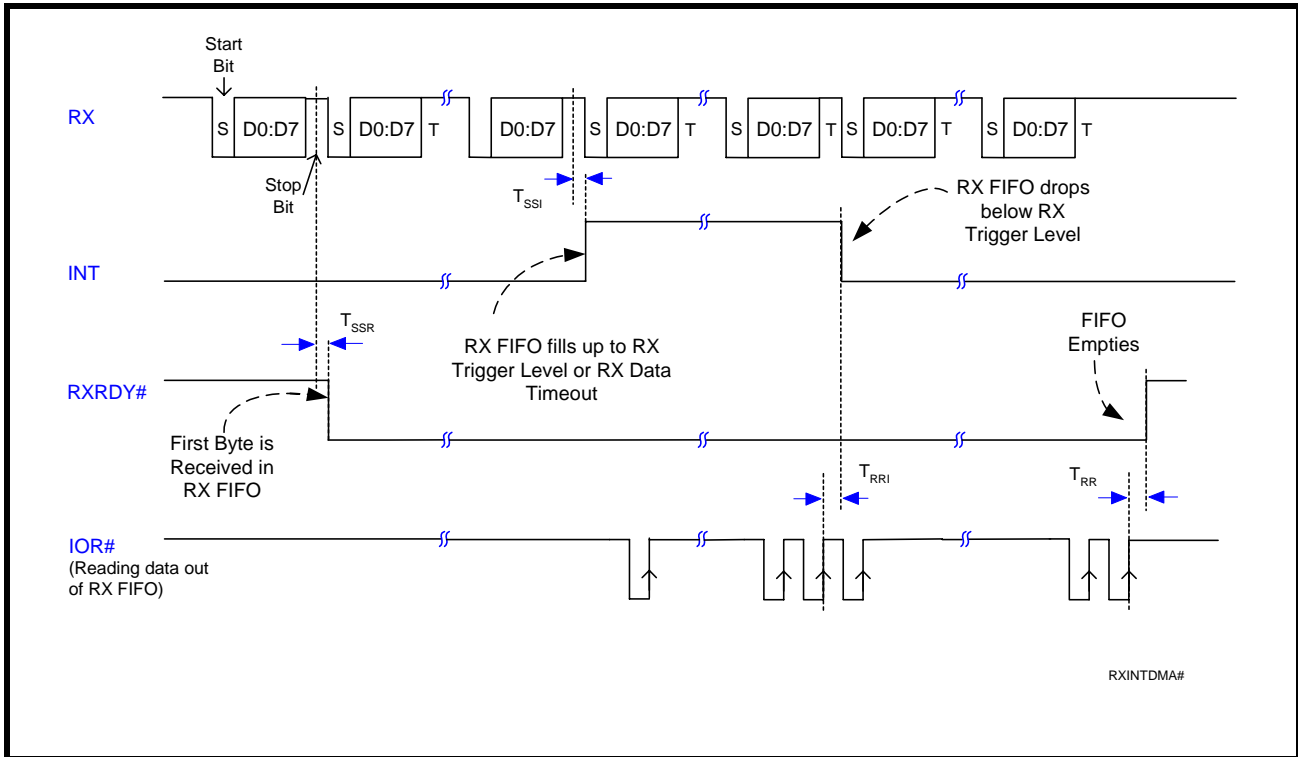 Start
Bit
RX
S D0:D7 S D0:D7 T D0:D7 S D0:D7 T S D0:D7 T S D0:D7 T S D0:D7 T
Stop
Bit
TSSI
RX FIFO drops
below RX
Trigger Level
INT
TSSR
RX FIFO fills up to RX
Trigger Level or RX Data
Timeout
FIFO
Empties
RXRDY#
First Byte is
Received in
RX FIFO
TRRI
TRR
IOR#
(Reading data out
of RX FIFO)
RXINTDMA#